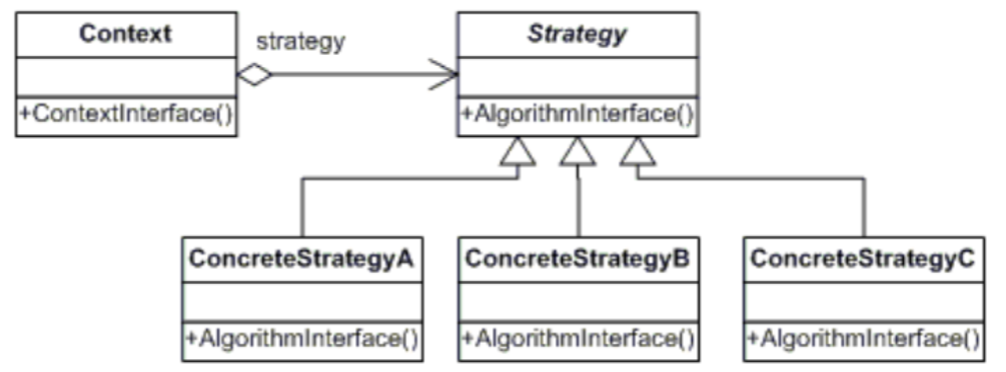 Context
strategy
Strategy
+ContextInterface()
+AlgorithmInterface()
ConcreteStrategyA
ConcreteStrategyB
ConcreteStrategyC
+AlgorithmInterface()
+AlgorithmInterface()
+AlgorithmInterface()